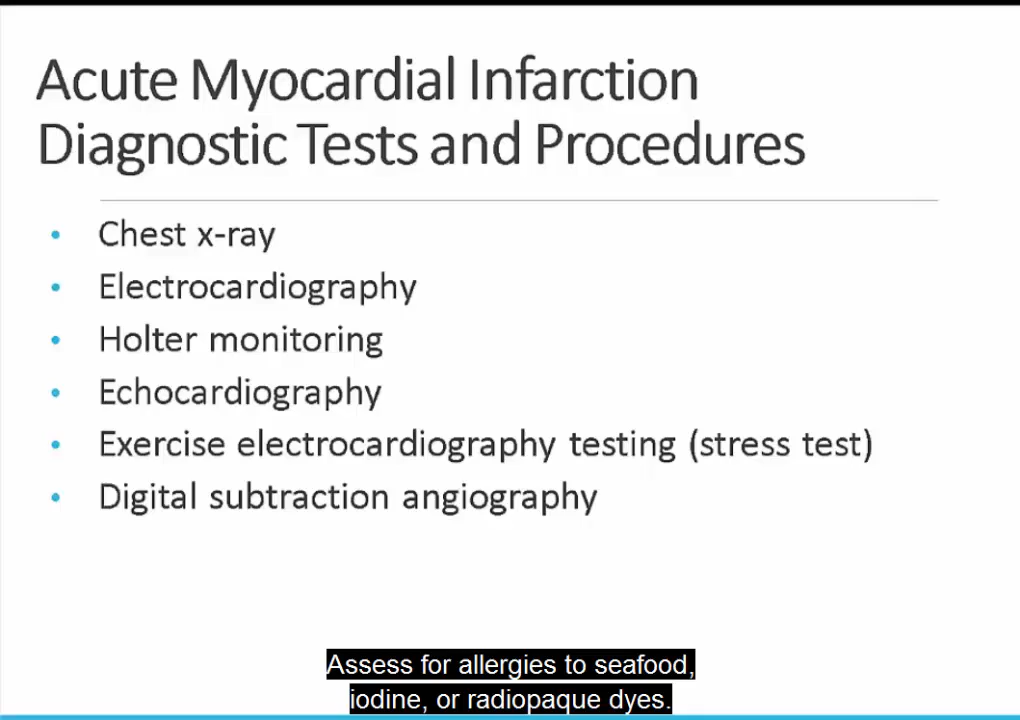 Acute Myocardial Infarction
Diagnostic Tests and Procedures
• Chest x-ray
• Electrocardiography
• Holter monitoring
• Echocardiography
• Exercise electrocardiography testing (stress test)
• Digital subtraction angiography
Assess for allergies to seafood,
iodine, or radiopaque dyes.